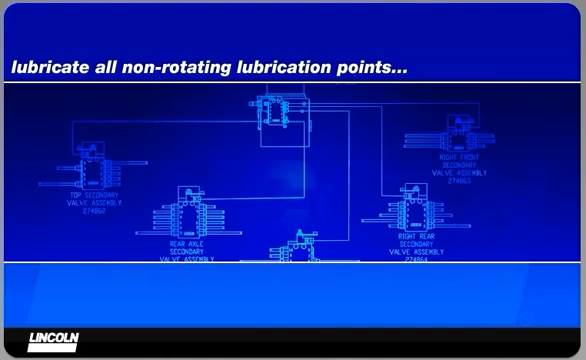 lubricate all non-rotating lubrication points...
RIGHT FRONT
SECONDARY
VALVE ASSEMBLY
274863
TOP SECONDARY
VALVE ASSEMBLY
274862
REAR AXLE
SECONDARY
VALVE ASSEMBLY
RIGHT REAR
SECONDARY
VALVE ASSEMBLY
274864
LINCOLN